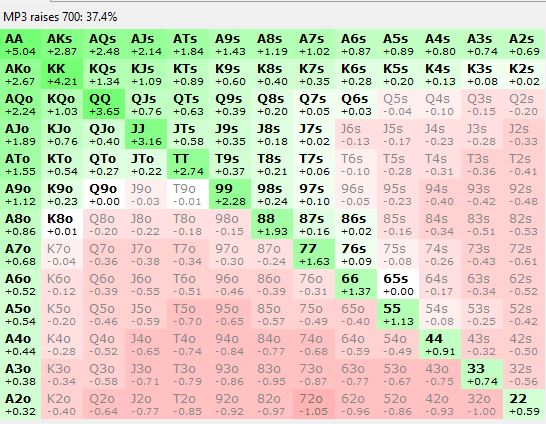 MP3 raises 700: 37.4%
AA AKs AQs AJs ATs A9s A8s A7s A6s A5s A4s A3s A2s
+5.04 +2.87 +2.48 +2.14 +1.84 +1.43 +1.19 +1.02 +0.87 +0.89 +0.80 +0.74 +0.69
AKo KK KQs KJs KTs K9s K8s K7s K6s K5s K4s K3s K2s
+2.67 +4.21 +1.34 +1.09 +0.89 +0.60 +0.40 +0.35 +0.28 +0.20 +0.13 +0.08 +0.02
AQo KQo QQ QJs QTs Q9s Q8s Q7s Q6s Q5s Q4s Q3s Q2s
+2.24 +1.03 +3.65 +0.76 +0.63 +0.39 +0.20 +0.05 +0.03 -0.04 -0.10 -0.15 -0.20
AJo KJo QJo JJ JTs J9s J8s J7s J6s J5s J4s J3s J2s
+1.89 +0.76 +0.40 +3.16 +0.58 +0.35 +0.18 +0.02 -0.13 -0.17 -0.23 -0.28 -0.33
ATo KTo QTo JTo TT T9s T8s T7s T6s T5s T4s T3s T2s
+1.55 +0.54 +0.27 +0.22 +2.74 +0.37 +0.21 +0.06 -0.10 -0.28 -0.31 -0.36 -0.41
A9o K9o Q9o J9o T9o 99 98s 97s 96s 95s 94s 93s 92s
+1.12 +0.23 +0.00 -0.03 -0.01 +2.28 +0.24 +0.10 -0.05 -0.23 -0.40 -0.42 -0.48
A8o K8o Q8o J8o T8o 98o 88 87s 86s 85s 84s 83s 82s
+0.86 +0.01 -0.20 -0.22 -0.18 -0.15 +1.93 +0.16 +0.02 -0.16 -0.34 -0.51 -0.53
A7o K7o Q7o J7o T7o 97o 87o 77 76s 75s 74s 73s 72s
+0.68 -0.04 -0.36 -0.38 -0.34 -0.30 -0.24 +1.63 +0.09 -0.08 -0.26 -0.43 -0.61
A6o K6o Q6o J6o T6o 96o 86o 76o 66 65s 64s 63s 62s
+0.52 -0.12 -0.39 -0.55 -0.51 -0.46 -0.39 -0.31 +1.37 +0.00 -0.17 -0.34 -0.52
A5o K5o Q5o J5o T5o 95o 85o 75o 65o 55 54s 53s 52s
+0.54 -0.20 -0.46 -0.59 -0.70 -0.65 -0.57 -0.49 -0.40 +1.13 -0.08 -0.25 -0.42
A4o K4o Q4o J4o T4o 94o 84o 74o 64o 54o 44 43s 42s
+0.44 -0.28 -0.52 -0.65 -0.74 -0.84 -0.77 -0.68 -0.59 -0.49 +0.91 -0.32 -0.50
A3o K3o Q3o J3o T3o 93o 83o 73o 63o 53o 43o 33 32s
+0.38 -0.34 -0.58 -0.71 -0.86 -0.95 -0.87 -0.77 -0.67 -0.75 +0.74 -0.56
A2o K2o Q2o J2o T2o 92o 82o 72o 62o 52o 42o 32o 22
+0.32 -0.40 -0.64 -0.77 -0.85 -0.92 -0.97 -1.05 -0.96 -0.86 -0.93 -1.00 +0.59